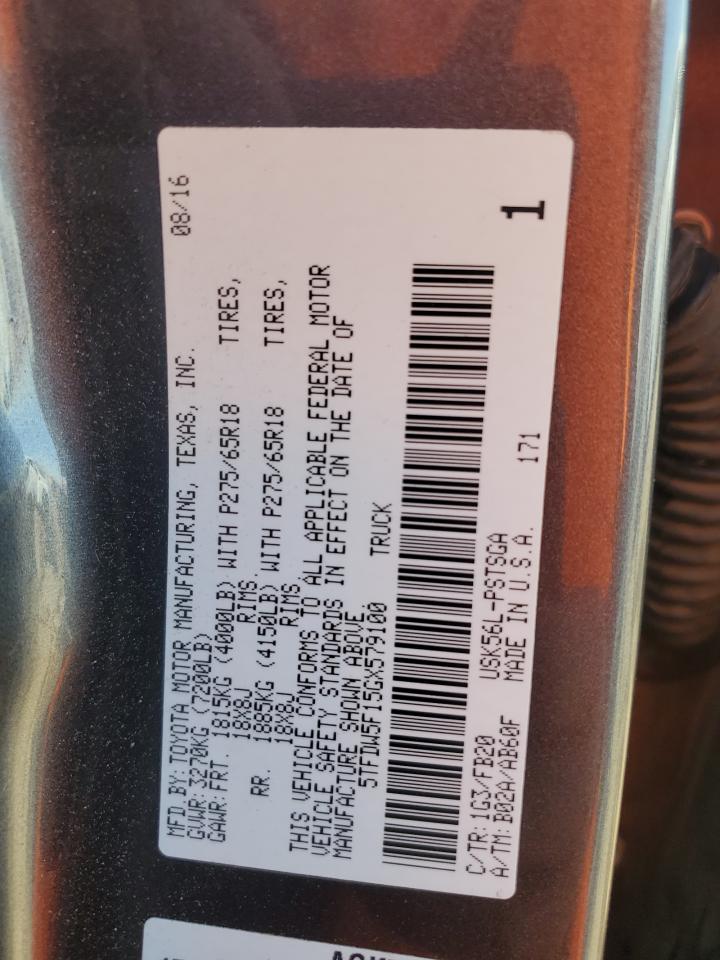 MFD BY: TOYOTA MOTOR MANUFACTURING, TEXAS, INC. 08/16
GVWR: 3270KG (7200LB)
GAWR: FRT. 1815KG (4000LB) WITH P275/65R18 TIRES,
18X8J RIMS.
RR. 1885KG (4150LB) WITH P275/65R18 TIRES,
18X8J RIMS
THIS VEHICLE CONFORMS TO ALL APPLICABLE FEDERAL MOTOR
VEHICLE SAFETY STANDARDS IN EFFECT ON THE DATE OF
MANUFACTURE SHOWN ABOVE.
5TFDW5F15GX579100 TRUCK
C/TR: 1G3/FB20 USK56L-PSTSGA 171
A/TM: B02A/AB60F MADE IN U.S.A.
1